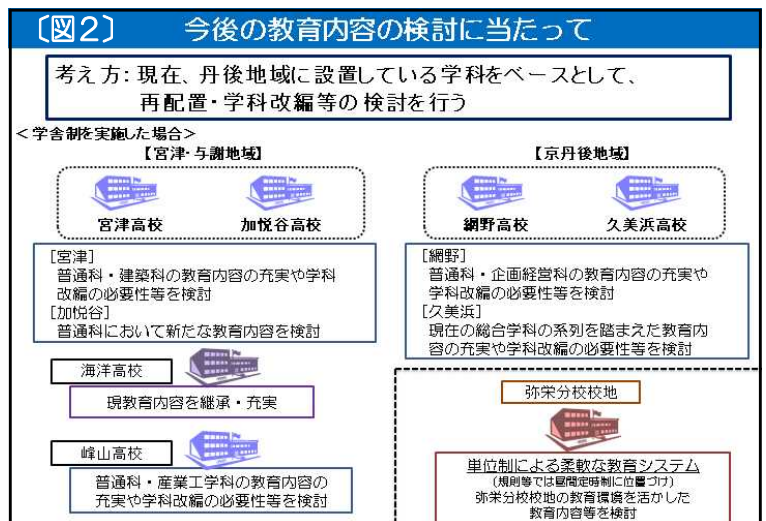 〔図２〕　今後の教育内容の検討に当たって
考え方：現在、丹後地域に設置している学科をベースとして、
再配置・学科改編等の検討を行う
＜学舎制を実施した場合＞
【宮津・与謝地域】
宮津高校　加悦谷高校
[宮津]
普通科・建築科の教育内容の充実や学科
改編の必要性等を検討
[加悦谷]
普通科において新たな教育内容を検討
【京丹後地域】
網野高校　久美浜高校
[網野]
普通科・企画経営科の教育内容の充実や
学科改編の必要性等を検討
[久美浜]
現在の総合学科の系列を踏まえた教育内
容の充実や学科改編の必要性等を検討
海洋高校
現教育内容を継承・充実
峰山高校
普通科・産業工学科の教育内容の
充実や学科改編の必要性等を検討
弥栄分校校地
単位制による柔軟な教育システム
(規則等では昼間定時制に位置づけ)
弥栄分校校地の教育環境を活かした
教育内容等を検討